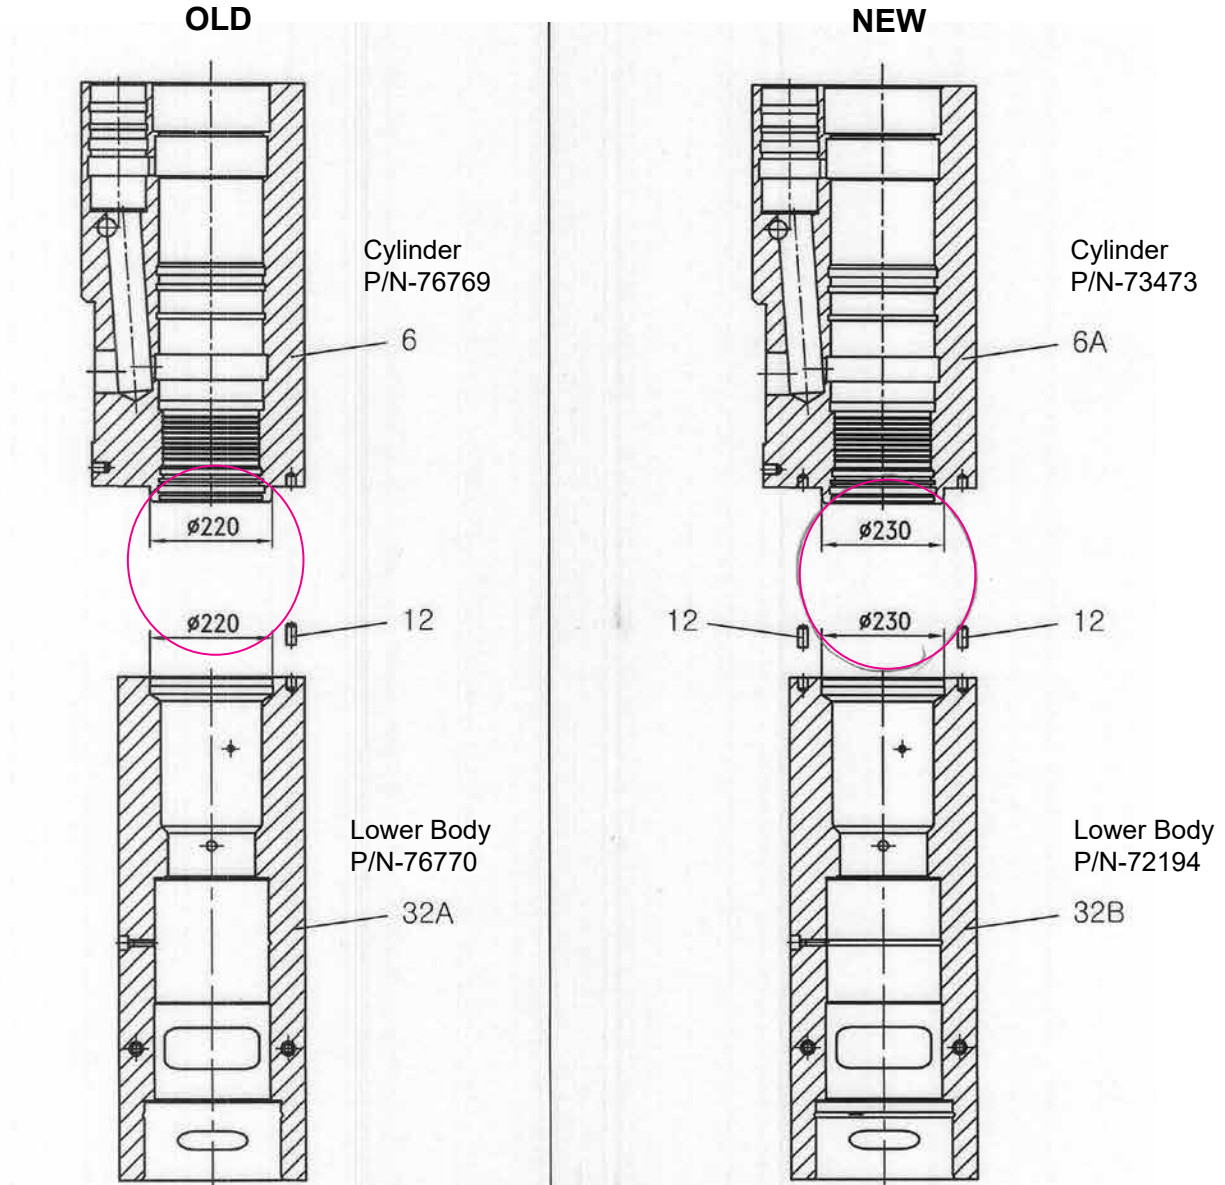 OLD
NEW
Cylinder
P/N-76769
6
Cylinder
P/N-73473
6A
ø220
ø230
ø220
12
12
ø230
12
Lower Body
P/N-76770
32A
Lower Body
P/N-72194
32B